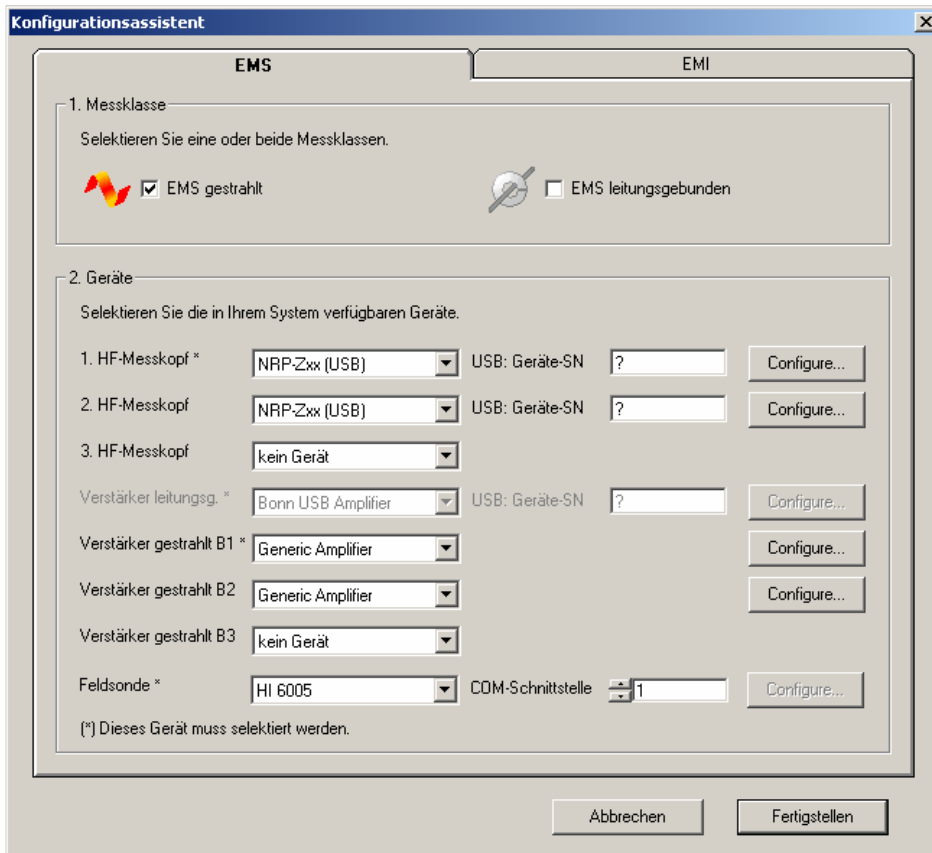 Konfigurationsassistent
EMS
EMI
1. Messklasse
Selektieren Sie eine oder beide Messklassen.
EMS gestrahlt
EMS leitungsgebunden
2. Geräte
Selektieren Sie die in Ihrem System verfügbaren Geräte.
1. HF-Messkopf * NRP-Zxx (USB) USB: Geräte-SN ? Configure...
2. HF-Messkopf NRP-Zxx (USB) USB: Geräte-SN ? Configure...
3. HF-Messkopf kein Gerät
Verstärker leitungsg. * Bonn USB Amplifier USB: Geräte-SN ? Configure...
Verstärker gestrahlt B1 * Generic Amplifier Configure...
Verstärker gestrahlt B2 Generic Amplifier Configure...
Verstärker gestrahlt B3 kein Gerät
Feldsonde * HI 6005 COM-Schnittstelle 1 Configure...
(*) Dieses Gerät muss selektiert werden.
Abbrechen Fertigstellen